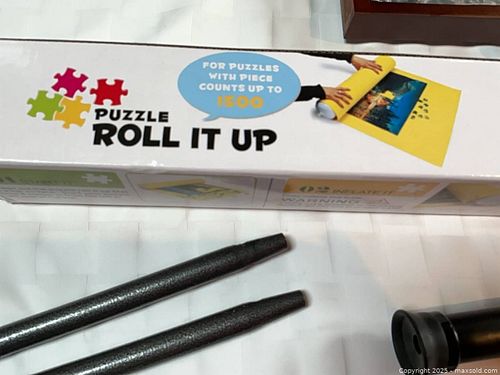 FOR PUZZLES
WITH PIECE
COUNTS UP TO
1500
PUZZLE
ROLL IT UP
02 INFLATE IT
WARNING
Copyright 2025 - maxsold.com